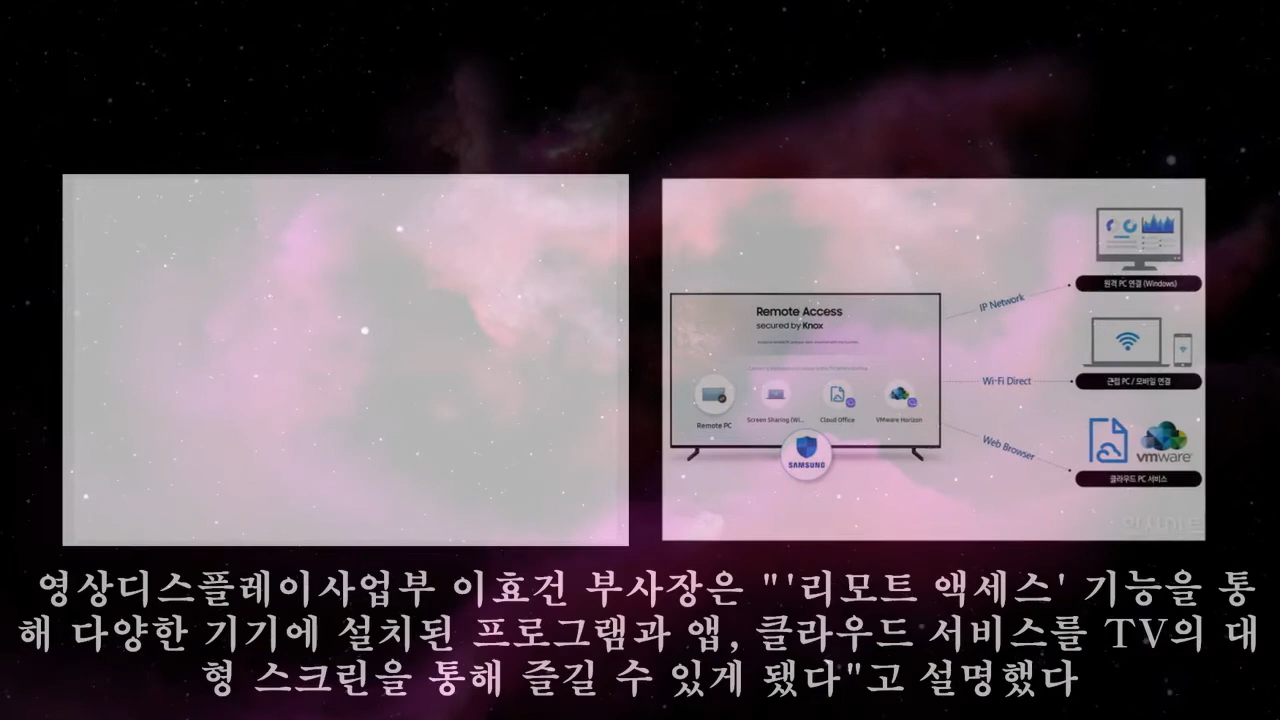 Remote Access
secured by Knox
Remote PC
Screen Sharing (Wi...
Cloud Office
VMware Horizon
SAMSUNG
IP Network
Wi-Fi Direct
Web Browser
원격 PC 연결 (Windows)
근접 PC / 모바일 연결
vmware
클라우드 PC 서비스
인사이트
영상디스플레이사업부 이효건 부사장은 "'리모트 액세스' 기능을 통
해 다양한 기기에 설치된 프로그램과 앱, 클라우드 서비스를 TV의 대
형 스크린을 통해 즐길 수 있게 됐다"고 설명했다